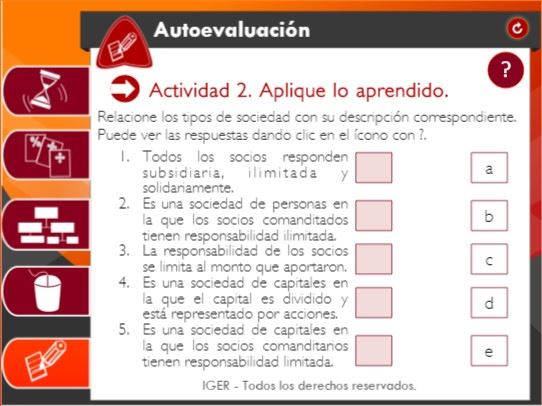 Autoevaluación
?
Actividad 2. Aplique lo aprendido.
Relacione los tipos de sociedad con su descripción correspondiente.
Puede ver las respuestas dando clic en el ícono con ?.
1. Todos los socios responden
subsidiaria, ilimitada y
solidariamente.
a
2. Es una sociedad de personas en
la que los socios comanditados
tienen responsabilidad ilimitada.
b
3. La responsabilidad de los socios
se limita al monto que aportaron.
c
4. Es una sociedad de capitales en
la que el capital es dividido y
está representado por acciones.
d
5. Es una sociedad de capitales en
la que los socios comanditarios
tienen responsabilidad limitada.
e
IGER - Todos los derechos reservados.